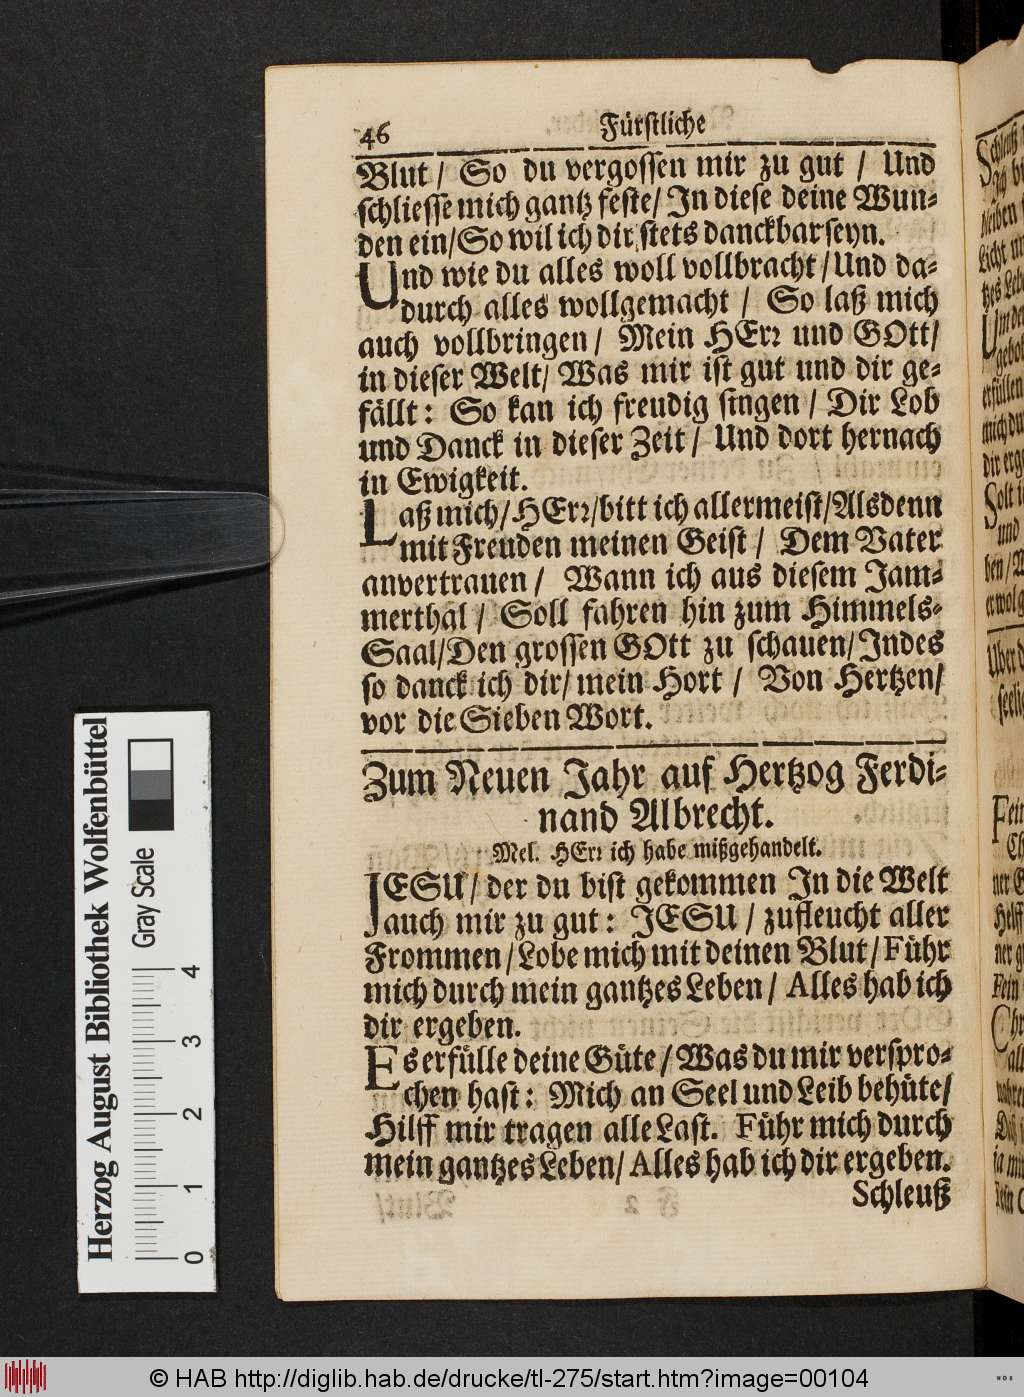 46 Fürstliche
Blut / So du vergossen mir zu gut / Und
schliesse mich gantz feste/ In diese deine Wun-
den ein/So wil ich dir stets danckbar seyn.
Und wie du alles woll vollbracht/Und da-
durch alles wollgemacht / So laß mich
auch vollbringen / Mein HErr und GOtt/
in dieser Welt/ Was mir ist gut und dir ge-
fällt: So kan ich freudig singen / Dir Lob
und Danck in dieser Zeit / Und dort hernach
in Ewigkeit.
Laß mich/HErr/bitt ich allermeist/Alsdenn
mit Freuden meinen Geist / Dem Vater
anvertrauen / Wann ich aus diesem Jam-
merthal / Soll fahren hin zum Himmels-
Saal/Den grossen GOtt zu schauen/Indes
so danck ich dir/ mein Hort / Von Hertzen/
vor die Sieben Wort.
Zum Neuen Jahr auf Hertzog Ferdi-
nand Albrecht.
Mel. HErr ich habe mißgehandelt.
JESU/ der du bist gekommen In die Welt
auch mir zu gut: JESU / zufleucht aller
Frommen/Lobe mich mit deinen Blut/Führ
mich durch mein gantzes Leben/ Alles hab ich
dir ergeben.
Es erfülle deine Güte/Was du mir verspro-
chen hast: Mich an Seel und Leib behüte/
Hilff mir tragen alle Last. Führ mich durch
mein gantzes Leben/Alles hab ich dir ergeben.
Schleuß
Herzog August Bibliothek Wolfenbüttel
Gray Scale
0 1 2 3 4
© HAB http://diglib.hab.de/drucke/tl-275/start.htm?image=00104